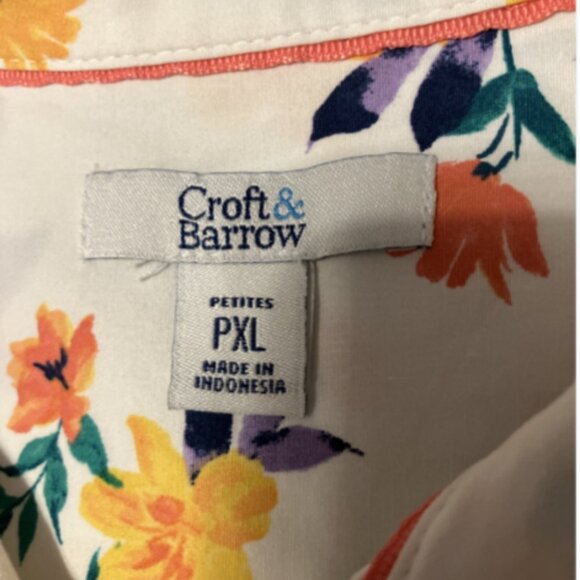 Croft&
Barrow
PETITES
PXL
MADE IN
INDONESIA